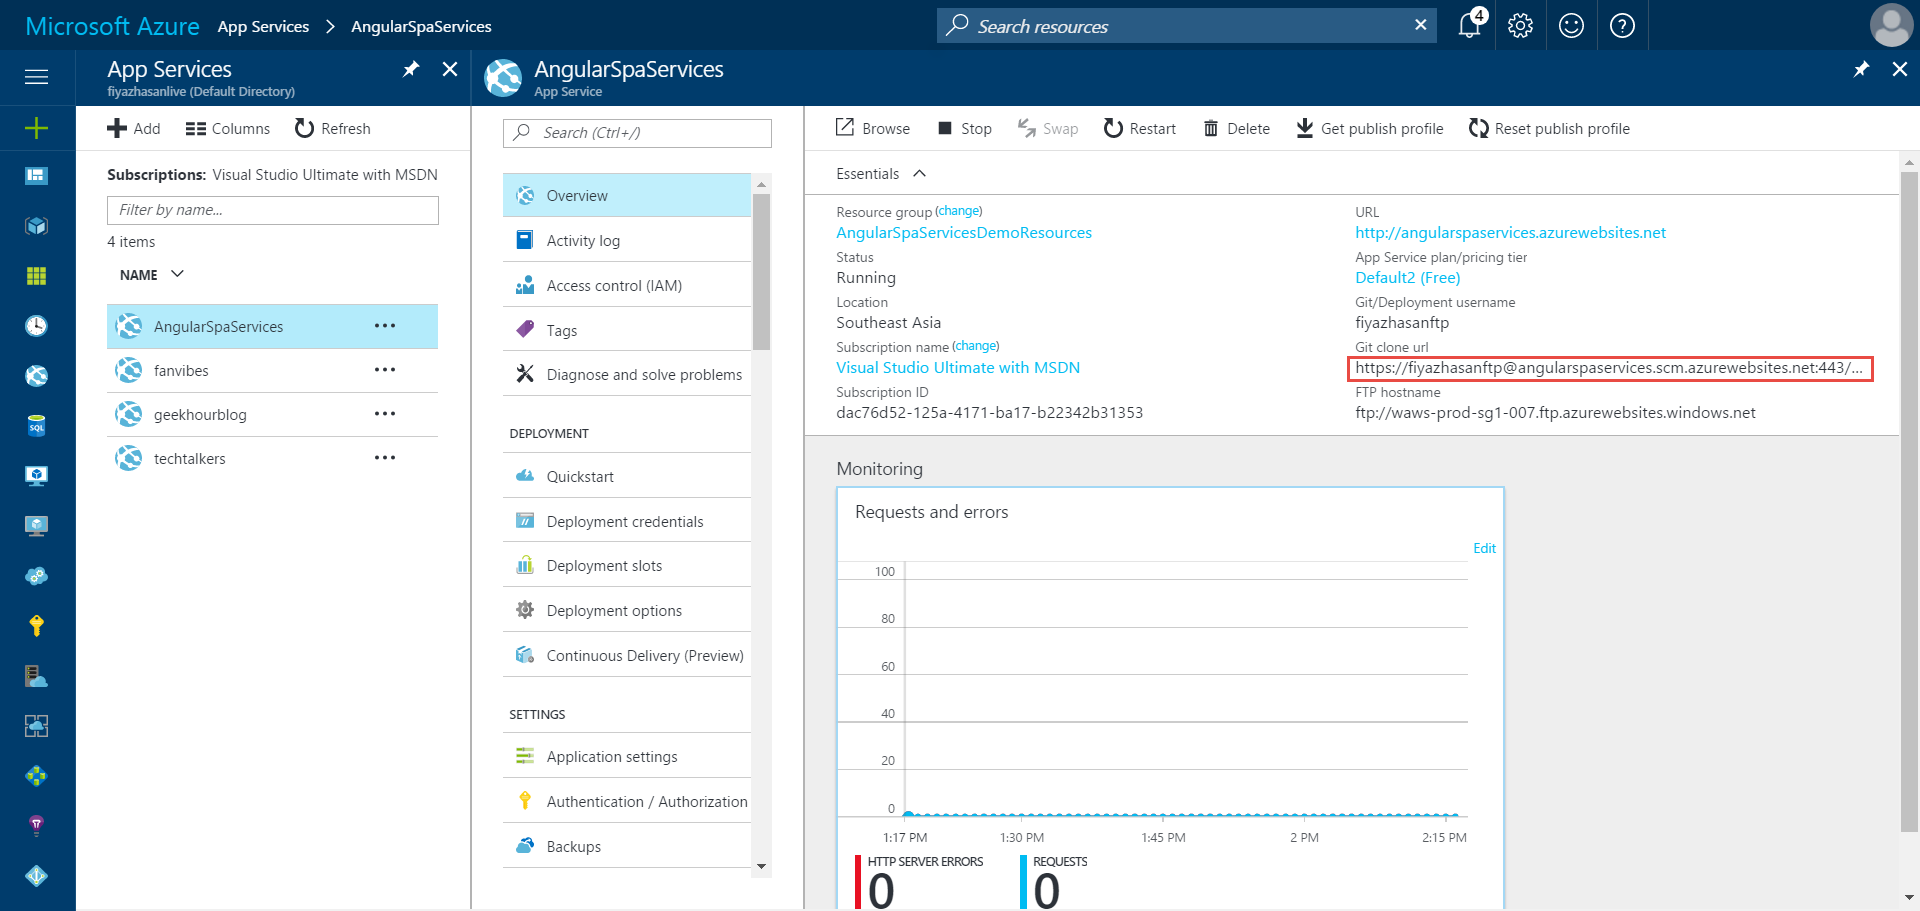 Microsoft Azure App Services > AngularSpaServices
Search resources
4
App Services
fiyazhasanlive (Default Directory)
Add Columns Refresh
Subscriptions: Visual Studio Ultimate with MSDN
Filter by name...
4 items
NAME
AngularSpaServices
fanvibes
geekhourblog
techtalkers
AngularSpaServices
App Service
Search (Ctrl+/)
Overview
Activity log
Access control (IAM)
Tags
Diagnose and solve problems
DEPLOYMENT
Quickstart
Deployment credentials
Deployment slots
Deployment options
Continuous Delivery (Preview)
SETTINGS
Application settings
Authentication / Authorization
Backups
Browse Stop Swap Restart Delete Get publish profile Reset publish profile
Essentials
Resource group (change)
AngularSpaServicesDemoResources
Status
Running
Location
Southeast Asia
Subscription name (change)
Visual Studio Ultimate with MSDN
Subscription ID
dac76d52-125a-4171-ba17-b22342b31353
URL
http://angularspaservices.azurewebsites.net
App Service plan/pricing tier
Default2 (Free)
Git/Deployment username
fiyazhasanftp
Git clone url
https://fiyazhasanftp@angularspaservices.scm.azurewebsites.net:443/...
FTP hostname
ftp://waws-prod-sg1-007.ftp.azurewebsites.windows.net
Monitoring
Requests and errors
Edit
100
80
60
40
20
0
1:17 PM 1:30 PM 1:45 PM 2 PM 2:15 PM
HTTP SERVER ERRORS
0
REQUESTS
0
SQL